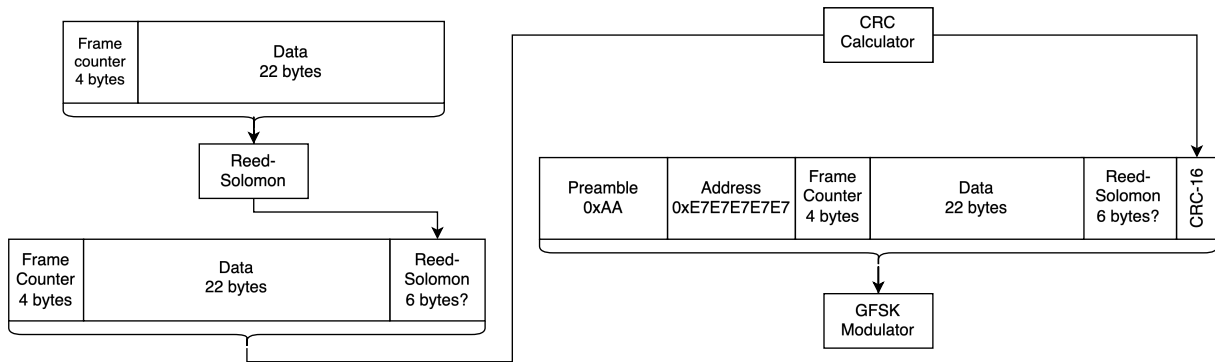 Frame
counter
4 bytes
Data
22 bytes
Reed-
Solomon
Frame
Counter
4 bytes
Data
22 bytes
Reed-
Solomon
6 bytes?
CRC
Calculator
Preamble
0xAA
Address
0xE7E7E7E7E7
Frame
Counter
4 bytes
Data
22 bytes
Reed-
Solomon
6 bytes?
CRC-16
GFSK
Modulator